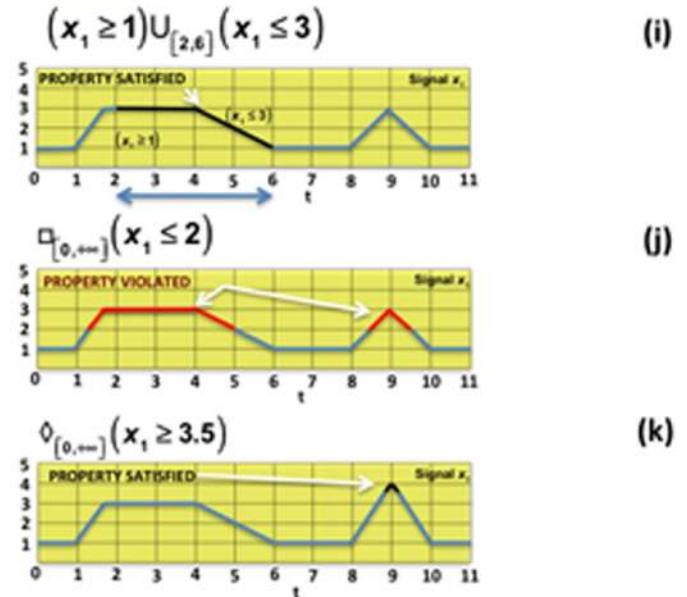 (x₁ ≥ 1)U[2,6](x₁ ≤ 3) (i)
5 PROPERTY SATISFIED Signal x₁
4
3 (x₁ ≤ 3)
2 (x₁ ≥ 1)
1
0 1 2 3 4 5 6 7 8 9 10 11
t
□[0,+∞](x₁ ≤ 2) (j)
5 PROPERTY VIOLATED Signal x₁
4
3
2
1
0 1 2 3 4 5 6 7 8 9 10 11
t
◊[0,+∞](x₁ ≥ 3.5) (k)
5 PROPERTY SATISFIED Signal x₁
4
3
2
1
0 1 2 3 4 5 6 7 8 9 10 11
t